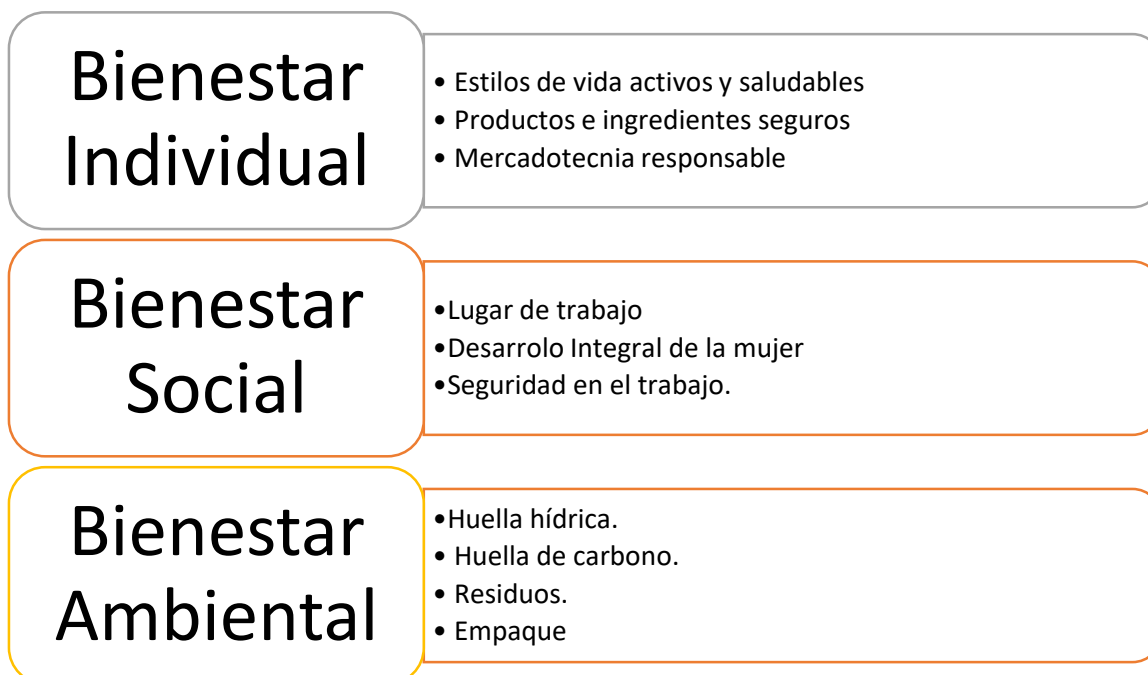 Bienestar
Individual
• Estilos de vida activos y saludables
• Productos e ingredientes seguros
• Mercadotecnia responsable
Bienestar
Social
•Lugar de trabajo
•Desarrolo Integral de la mujer
•Seguridad en el trabajo.
Bienestar
Ambiental
•Huella hídrica.
• Huella de carbono.
• Residuos.
• Empaque